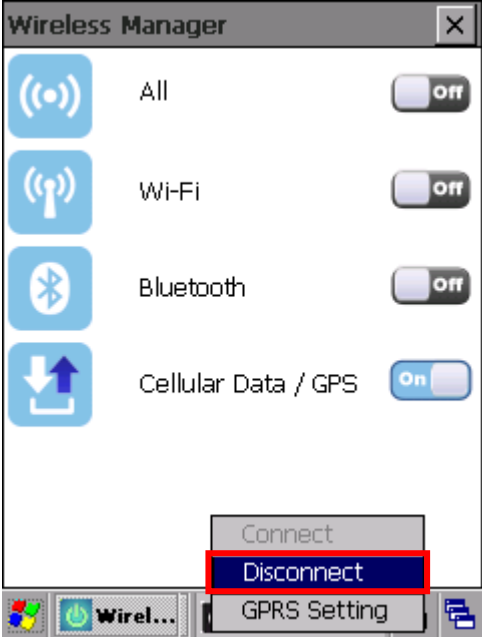 Wireless Manager
All
Off
Wi-Fi
Off
Bluetooth
Off
Cellular Data / GPS
On
Connect
Disconnect
GPRS Setting
Wirel...